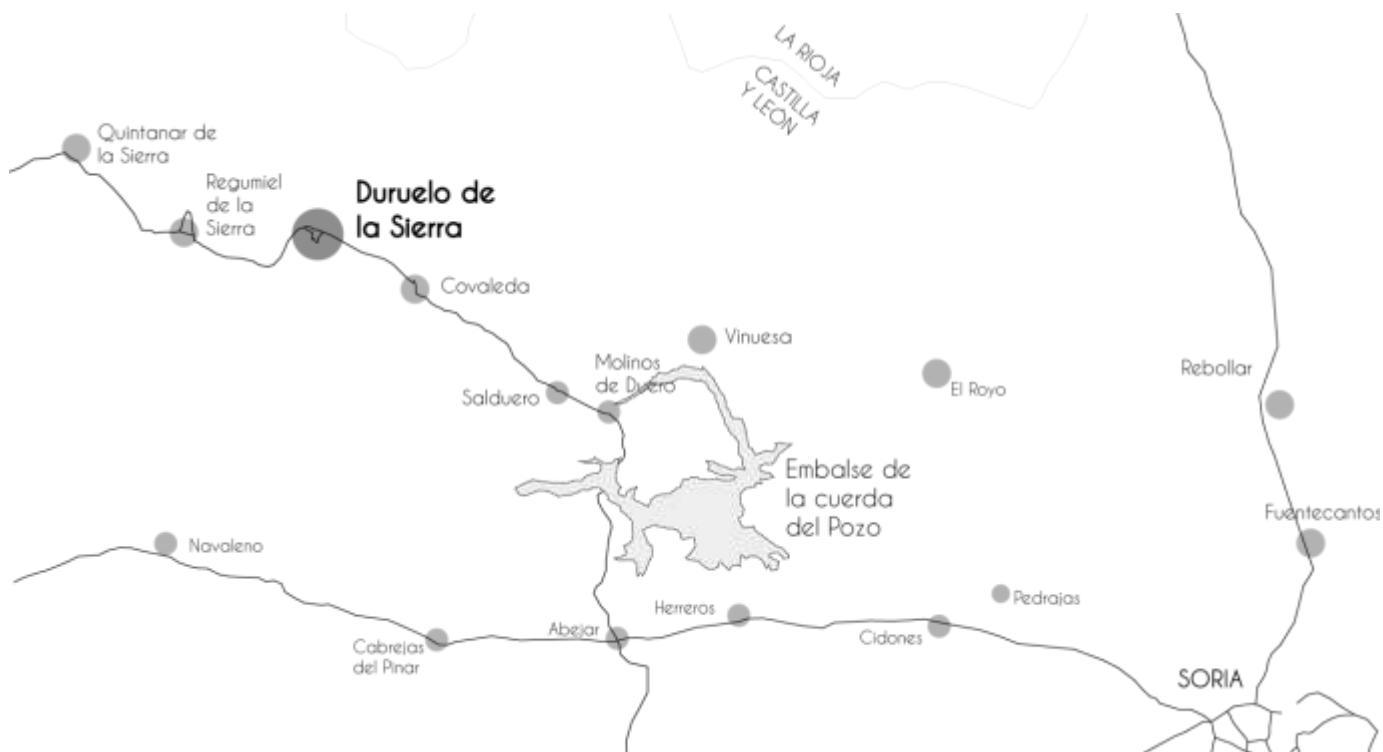 LA RIOJA
CASTILLA
Y LEÓN
Quintanar de
la Sierra
Regumiel
de la
Sierra
Duruelo de
la Sierra
Covaleda
Vinuesa
Molinos
de Duero
Salduero
El Royo
Rebollar
Embalse de
la cuerda
del Pozo
Fuentecantos
Navaleno
Pedrajas
Herreros
Abejar
Cidones
Cabrejas
del Pinar
SORIA